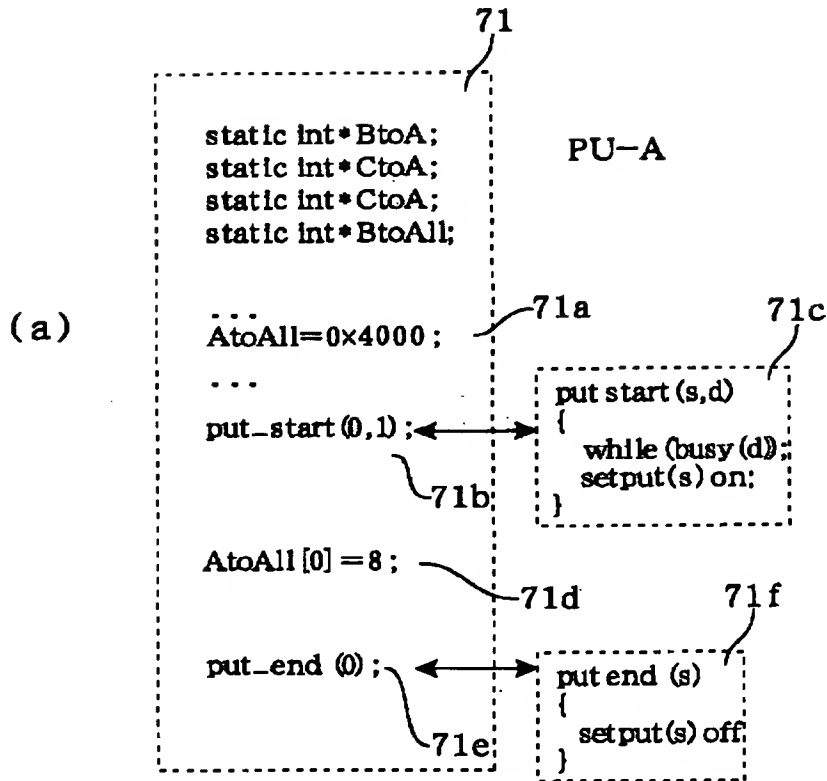 71
static int*BtoA;
static int*CtoA;
static int*CtoA;
static int*BtoAll;
PU-A
(a)
...
AtoAll=0×4000;
71a
...
71c
put_start(0,1);
71b
put start(s,d)
{
while(busy(d));
setput(s)on;
}
AtoAll[0]=8;
71d
71f
put_end(0);
71e
put end (s)
{
setput(s)off
}